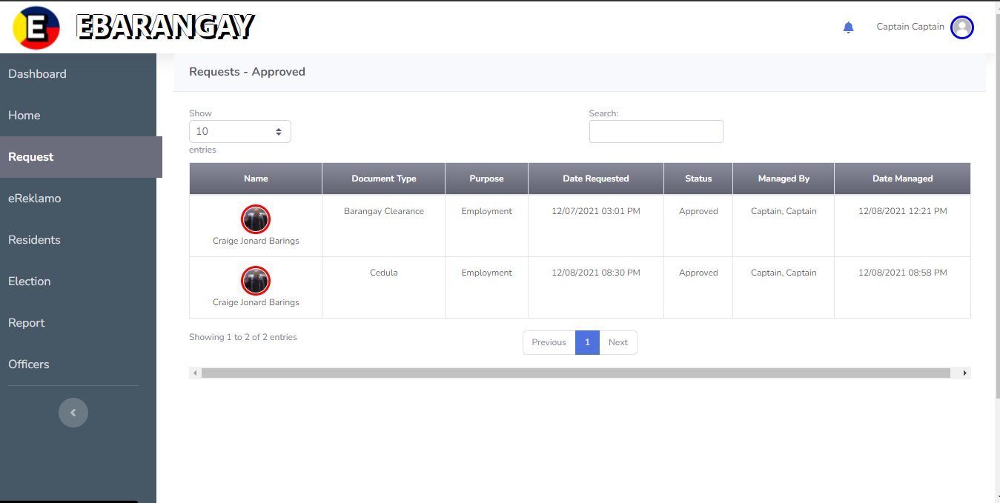 E EBARANGAY
Captain Captain
Dashboard
Home
Request
eReklamo
Residents
Election
Report
Officers
Requests - Approved
Show
10
entries
Search:
Name Document Type Purpose Date Requested Status Managed By Date Managed
Craige Jonard Barings Barangay Clearance Employment 12/07/2021 03:01 PM Approved Captain, Captain 12/08/2021 12:21 PM
Craige Jonard Barings Cedula Employment 12/08/2021 08:30 PM Approved Captain, Captain 12/08/2021 08:58 PM
Showing 1 to 2 of 2 entries
Previous 1 Next